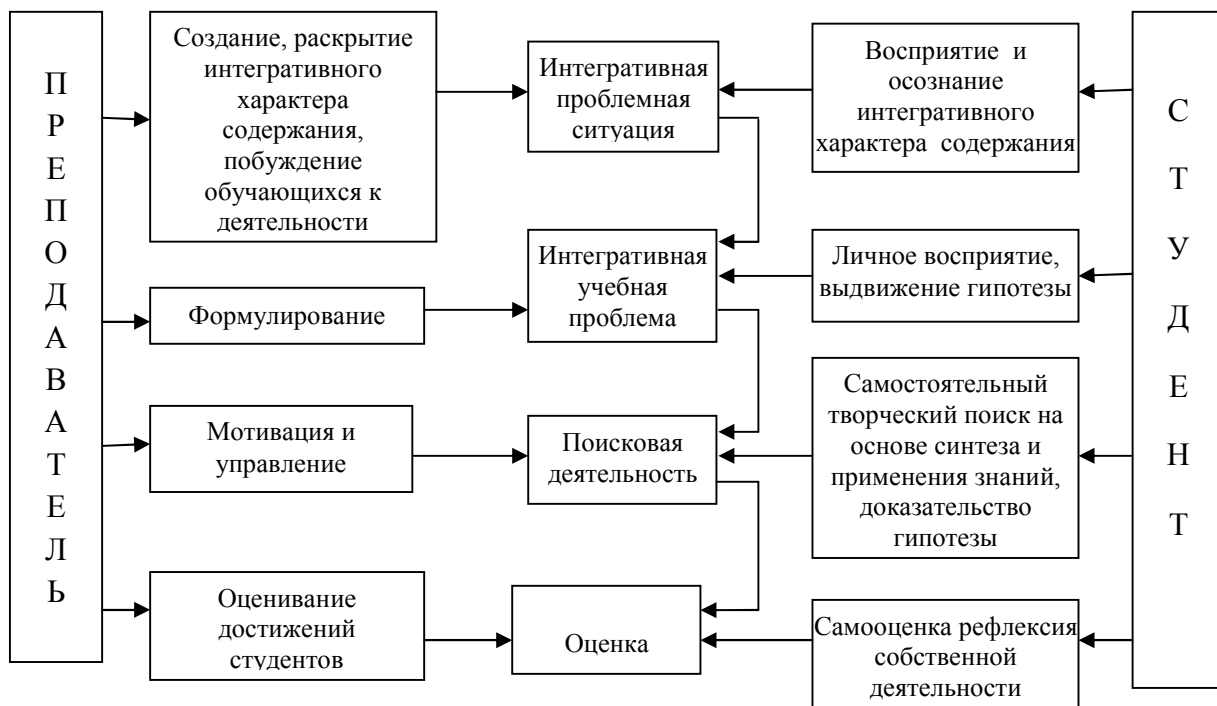 ПРЕПОДАВАТЕЛЬ
Создание, раскрытие
интегративного
характера
содержания,
побуждение
обучающихся к
деятельности
Интегративная
проблемная
ситуация
Восприятие и
осознание
интегративного
характера содержания
СТУДЕНТ
Формулирование
Интегративная
учебная
проблема
Личное восприятие,
выдвижение гипотезы
Мотивация и
управление
Поисковая
деятельность
Самостоятельный
творческий поиск на
основе синтеза и
применения знаний,
доказательство
гипотезы
Оценивание
достижений
студентов
Оценка
Самооценка рефлексия
собственной
деятельности